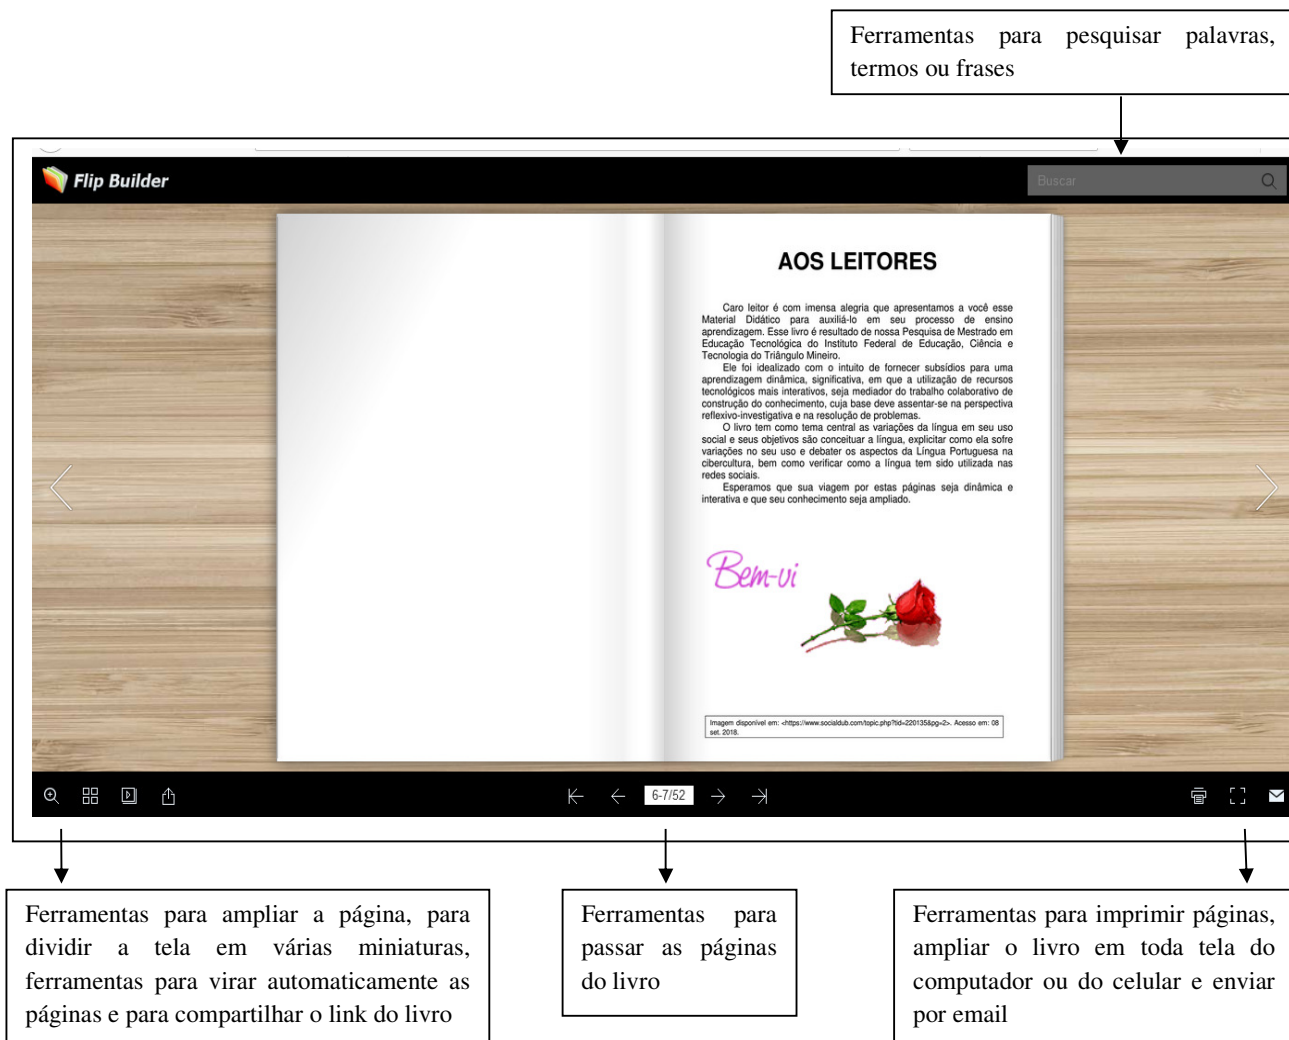 Ferramentas para pesquisar palavras,
termos ou frases
Flip Builder
Buscar
AOS LEITORES
Caro leitor é com imensa alegria que apresentamos a você esse
Material Didático para auxiliá-lo em seu processo de ensino
aprendizagem. Esse livro é resultado de nossa Pesquisa de Mestrado em
Educação Tecnológica do Instituto Federal de Educação, Ciência e
Tecnologia do Triângulo Mineiro.
Ele foi idealizado com o intuito de fornecer subsídios para uma
aprendizagem dinâmica, significativa, em que a utilização de recursos
tecnológicos mais interativos, seja mediador do trabalho colaborativo de
construção do conhecimento, cuja base deve assentar-se na perspectiva
reflexivo-investigativa e na resolução de problemas.
O livro tem como tema central as variações da língua em seu uso
social e seus objetivos são conceituar a língua, explicitar como ela sofre
variações no seu uso e debater os aspectos da Língua Portuguesa na
cibercultura, bem como verificar como a língua tem sido utilizada nas
redes sociais.
Esperamos que sua viagem por estas páginas seja dinâmica e
interativa e que seu conhecimento seja ampliado.
Bem-vi
Imagem disponível em: <https://www.socialdub.com/topic.php?tid=220135&pg=2>. Acesso em: 08
set. 2018.
6-7/52
Ferramentas para ampliar a página, para
dividir a tela em várias miniaturas,
ferramentas para virar automaticamente as
páginas e para compartilhar o link do livro
Ferramentas para
passar as páginas
do livro
Ferramentas para imprimir páginas,
ampliar o livro em toda tela do
computador ou do celular e enviar
por email